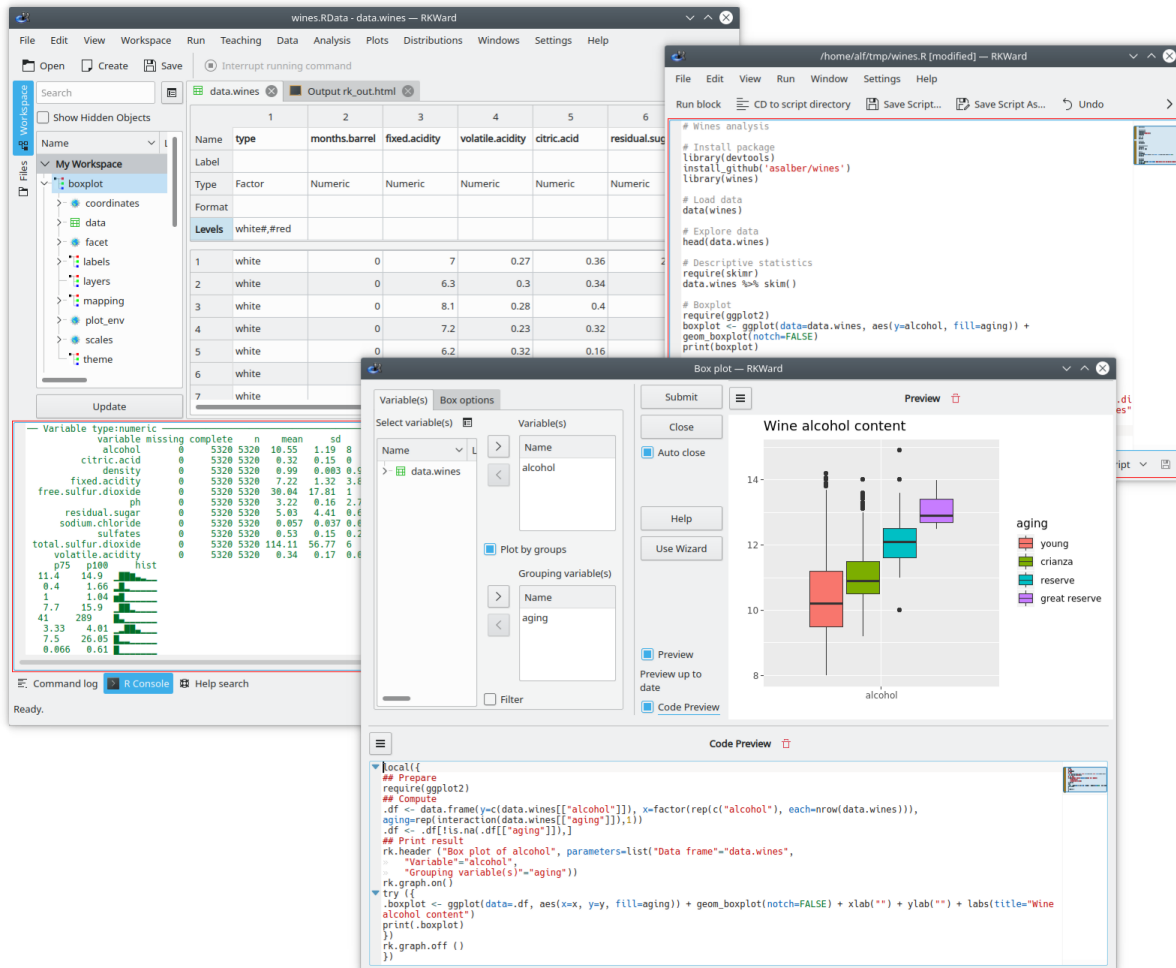 wines.RData - data.wines — RKWard
File Edit View Workspace Run Teaching Data Analysis Plots Distributions Windows Settings Help
Open Create Save Interrupt running command
Workspace
Files
Search
Show Hidden Objects
Name L
My Workspace
boxplot
coordinates
data
facet
labels
layers
mapping
plot_env
scales
theme
Update
data.wines Output rk_out.html
1 2 3 4 5 6
Name type months.barrel fixed.acidity volatile.acidity citric.acid residual.sug
Label
Type Factor Numeric Numeric Numeric Numeric Numeric
Format
Levels white#,#red
1 white 0 7 0.27 0.36 2
2 white 0 6.3 0.3 0.34
3 white 0 8.1 0.28 0.4
4 white 0 7.2 0.23 0.32
5 white 0 6.2 0.32 0.16
6 white
7 white
— Variable type:numeric
variable missing complete n mean sd
alcohol 0 5320 5320 10.55 1.19 8
citric.acid 0 5320 5320 0.32 0.15 0
density 0 5320 5320 0.99 0.003 0.9
fixed.acidity 0 5320 5320 7.22 1.32 3.8
free.sulfur.dioxide 0 5320 5320 30.04 17.81 1
ph 0 5320 5320 3.22 0.16 2.7
residual.sugar 0 5320 5320 5.03 4.41 0.6
sodium.chloride 0 5320 5320 0.057 0.037 0.0
sulfates 0 5320 5320 0.53 0.15 0.2
total.sulfur.dioxide 0 5320 5320 114.11 56.77 6
volatile.acidity 0 5320 5320 0.34 0.17 0.0
p75 p100 hist
11.4 14.9
0.4 1.66
1 1.04
7.7 15.9
41 289
3.33 4.01
7.5 26.05
0.066 0.61
Command log R Console Help search
Ready.
/home/alf/tmp/wines.R [modified] — RKWard
File Edit View Run Window Settings Help
Run block CD to script directory Save Script... Save Script As... Undo
# Wines analysis
# Install package
library(devtools)
install_github('asalber/wines')
library(wines)
# Load data
data(wines)
# Explore data
head(data.wines)
# Descriptive statistics
require(skimr)
data.wines %>% skim()
# Boxplot
require(ggplot2)
boxplot <- ggplot(data=data.wines, aes(y=alcohol, fill=aging)) +
geom_boxplot(notch=FALSE)
print(boxplot)
.di
es"
ript
Box plot — RKWard
Variable(s) Box options
Select variable(s)
Name L
data.wines
Variable(s)
Name
alcohol
Plot by groups
Grouping variable(s)
Name
aging
Filter
Submit
Close
Auto close
Help
Use Wizard
Preview
Preview up to
date
Code Preview
Preview
Wine alcohol content
14
12
10
8
alcohol
aging
young
crianza
reserve
great reserve
Code Preview
local({
## Prepare
require(ggplot2)
## Compute
.df <- data.frame(y=c(data.wines[["alcohol"]]), x=factor(rep(c("alcohol"), each=nrow(data.wines))),
aging=rep(interaction(data.wines[["aging"]]),1))
.df <- .df[!is.na(.df[["aging"]]),]
## Print result
rk.header ("Box plot of alcohol", parameters=list("Data frame"="data.wines",
"Variable"="alcohol",
"Grouping variable(s)"="aging"))
rk.graph.on()
try ({
.boxplot <- ggplot(data=.df, aes(x=x, y=y, fill=aging)) + geom_boxplot(notch=FALSE) + xlab("") + ylab("") + labs(title="Wine
alcohol content")
print(.boxplot)
})
rk.graph.off ()
})